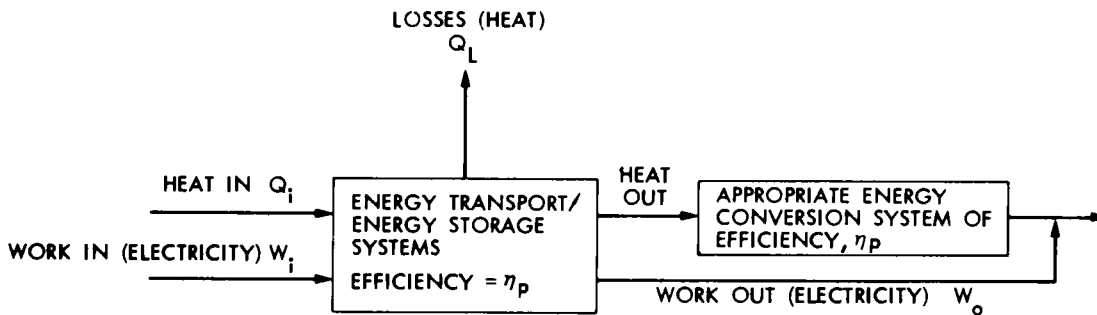 LOSSES (HEAT)
Q_L
HEAT IN Q_i
WORK IN (ELECTRICITY) W_i
ENERGY TRANSPORT/
ENERGY STORAGE
SYSTEMS
EFFICIENCY = η_p
HEAT
OUT
APPROPRIATE ENERGY
CONVERSION SYSTEM OF
EFFICIENCY, η_p
WORK OUT (ELECTRICITY) W_o